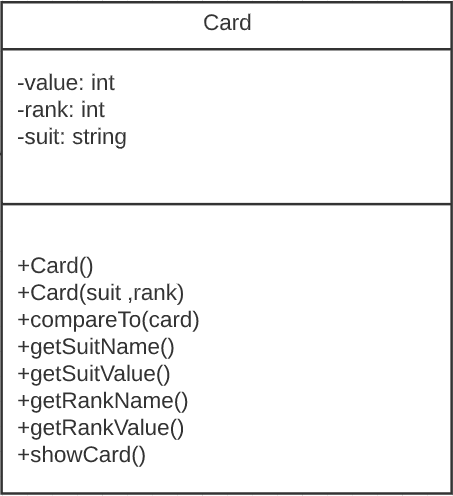 Card
-value: int
-rank: int
-suit: string
+Card()
+Card(suit ,rank)
+compareTo(card)
+getSuitName()
+getSuitValue()
+getRankName()
+getRankValue()
+showCard()